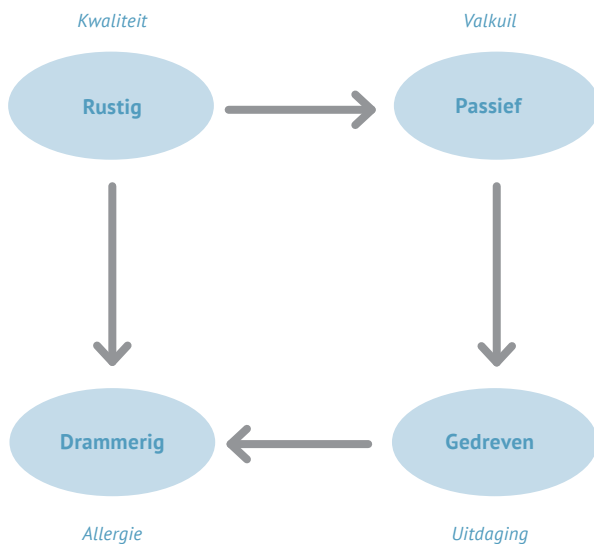 Kwaliteit
Valkuil
Rustig
Passief
Drammerig
Gedreven
Allergie
Uitdaging